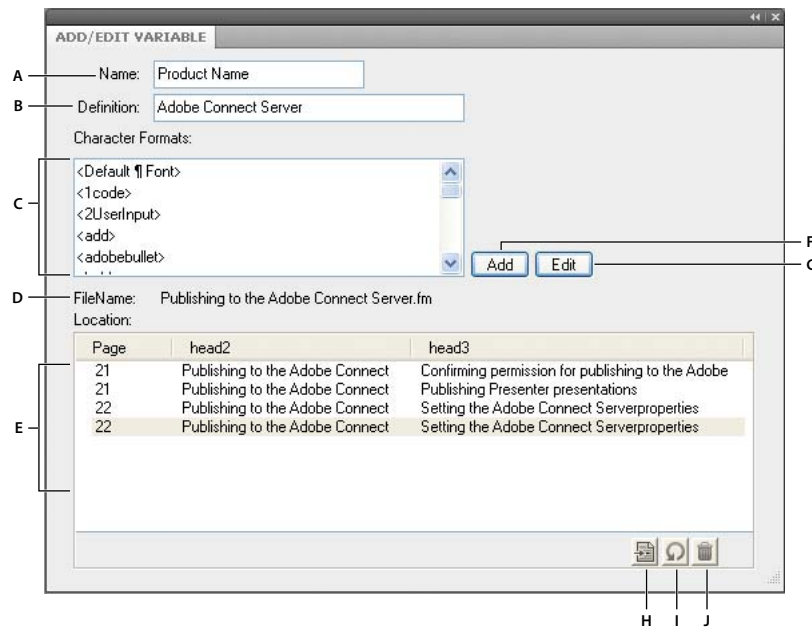 ADD/EDIT VARIABLE
A Name: Product Name
B Definition: Adobe Connect Server
Character Formats:
<Default ¶ Font>
<1code>
C <2UserInput>
<add>
<adobebullet>
F
Add Edit
D FileName: Publishing to the Adobe Connect Server.fm
Location:
Page head2 head3
21 Publishing to the Adobe Connect Confirming permission for publishing to the Adobe
21 Publishing to the Adobe Connect Publishing Presenter presentations
22 Publishing to the Adobe Connect Setting the Adobe Connect Serverproperties
E 22 Publishing to the Adobe Connect Setting the Adobe Connect Serverproperties
H I J